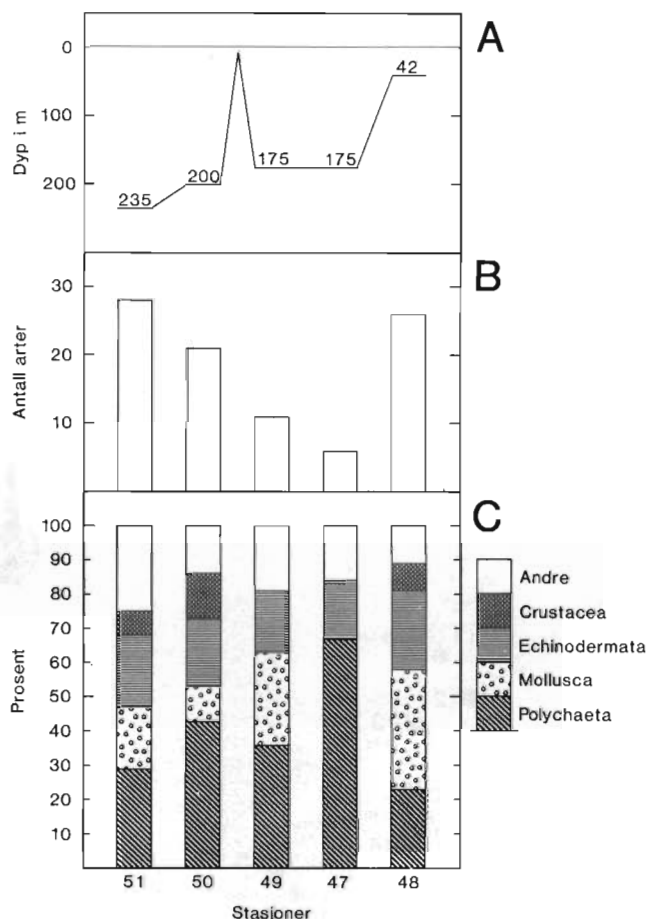 A
0
100
200
Dyp i m
235
200
175
175
42
B
30
20
10
Antall arter
C
100
90
80
70
60
50
40
30
20
10
Prosent
Andre
Crustacea
Echinodermata
Mollusca
Polychaeta
51 50 49 47 48
Stasjoner